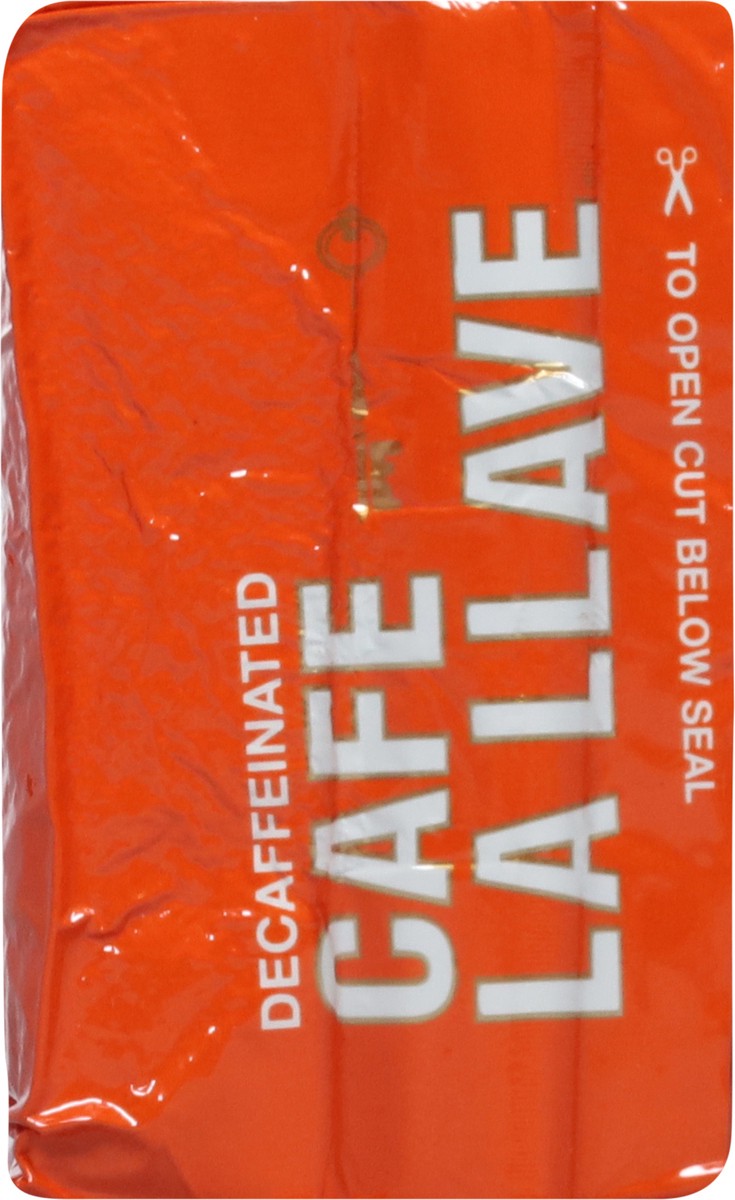 DECAFFEINATED
CAFE
LA LLAVE
TO OPEN CUT BELOW SEAL